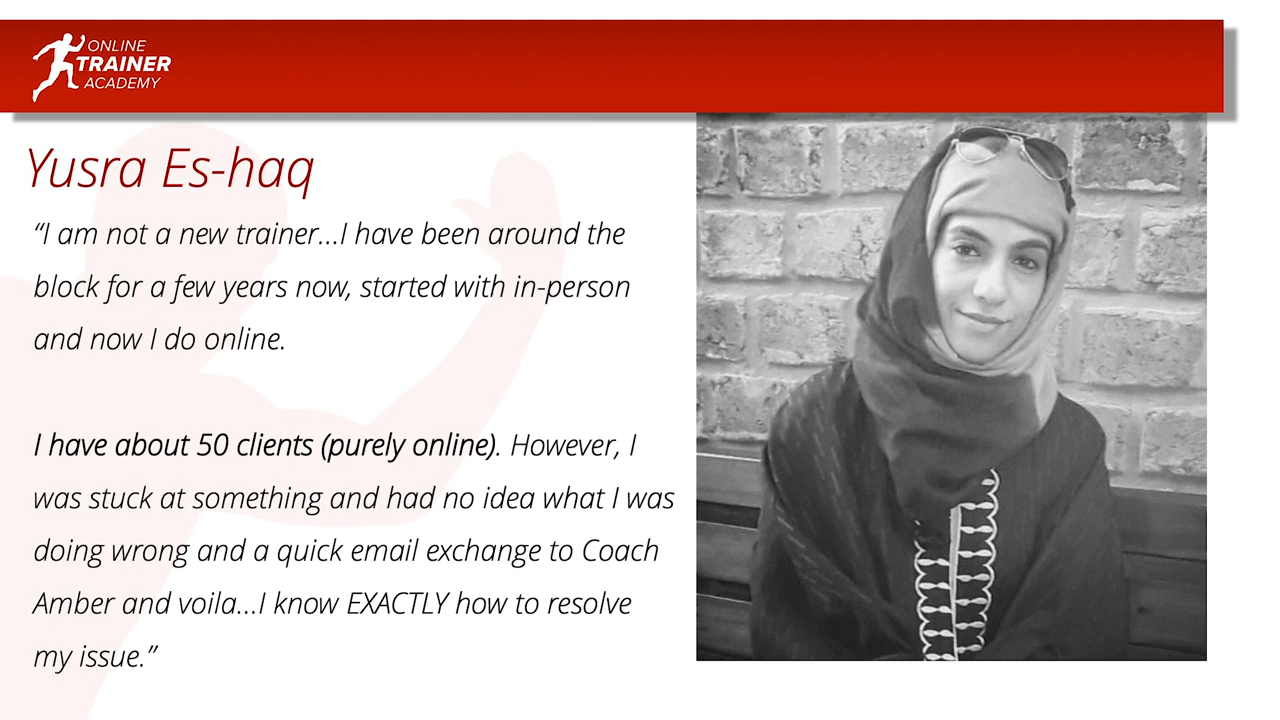 ONLINE
TRAINER
ACADEMY
Yusra Es-haq
“I am not a new trainer...I have been around the
block for a few years now, started with in-person
and now I do online.
I have about 50 clients (purely online). However, I
was stuck at something and had no idea what I was
doing wrong and a quick email exchange to Coach
Amber and voila...I know EXACTLY how to resolve
my issue.”